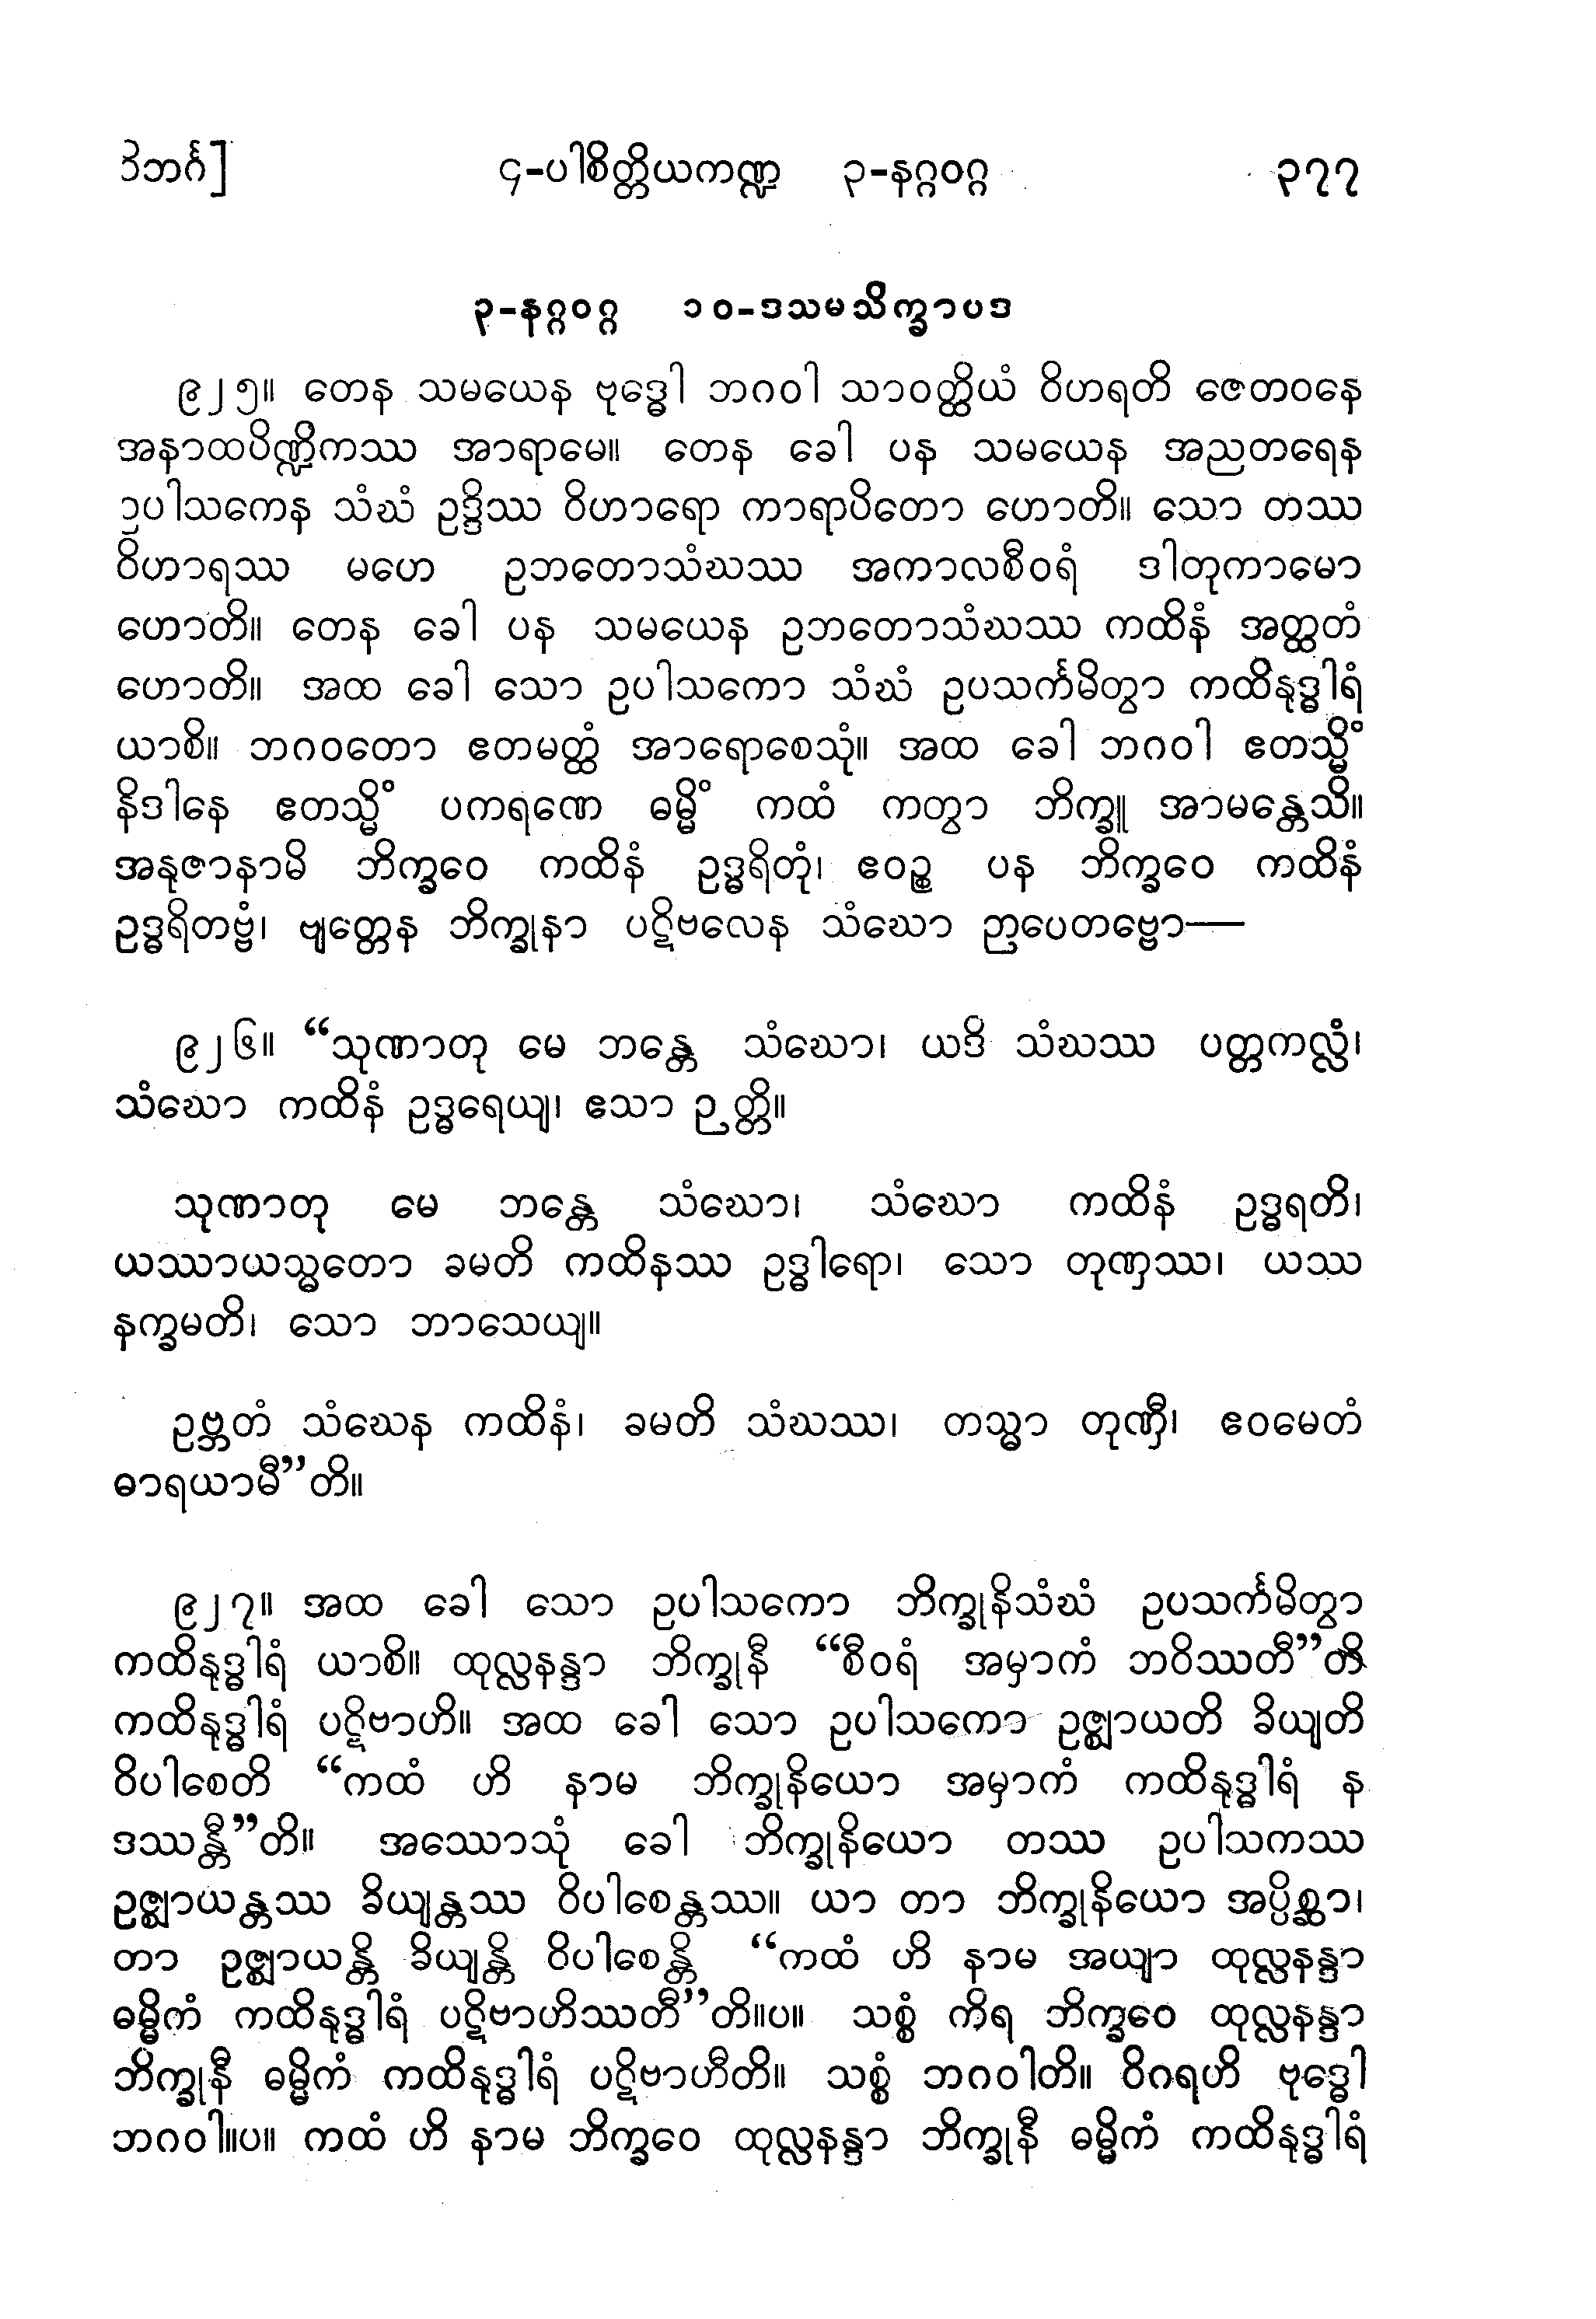 ဝိဘင်္ဂ] ၄-ပါစိတ္တိယကဏ္ဍ ၃-နဂ္ဂဝဂ္ဂ ၃၇၇
၃-နဂ္ဂဝဂ္ဂ ၁၀-ဒသမသိက္ခာပဒ
၉၂၅။ တေန သမယေန ဗုဒ္ဓေါ ဘဂဝါ သာဝတ္ထိယံ ဝိဟရတိ ဇေတဝနေ
အနာထပိဏ္ဍိကဿ အာရာမေ။ တေန ခေါ ပန သမယေန အညတရေန
ဥပါသကေန သံဃံ ဥဒ္ဒိဿ ဝိဟာရော ကာရာပိတော ဟောတိ။ သော တဿ
ဝိဟာရဿ မဟေ ဥဘတောသံဃဿ အကာလစီဝရံ ဒါတုကာမော
ဟောတိ။ တေန ခေါ ပန သမယေန ဥဘတောသံဃဿ ကထိနံ အတ္ထတံ
ဟောတိ။ အထ ခေါ သော ဥပါသကော သံဃံ ဥပသင်္ကမိတွာ ကထိနုဒ္ဓါရံ
ယာစိ။ ဘဂဝတော ဧတမတ္ထံ အာရောစေသုံ။ အထ ခေါ ဘဂဝါ ဧတသ္မိံ
နိဒါနေ ဧတသ္မိံ ပကရဏေ ဓမ္မိံ ကထံ ကတွာ ဘိက္ခူ အာမန္တေသိ။
အနုဇာနာမိ ဘိက္ခဝေ ကထိနံ ဥဒ္ဓရိတုံ၊ ဧဝဉ္စ ပန ဘိက္ခဝေ ကထိနံ
ဥဒ္ဓရိတဗ္ဗံ၊ ဗျတ္တေန ဘိက္ခုနာ ပဋိဗလေန သံဃော ဉာပေတဗ္ဗော—
၉၂၆။ “သုဏာတု မေ ဘန္တေ သံဃော၊ ယဒိ သံဃဿ ပတ္တကလ္လံ၊
သံဃော ကထိနံ ဥဒ္ဓရေယျ၊ ဧသာ ဉတ္တိ။
သုဏာတု မေ ဘန္တေ သံဃော၊ သံဃော ကထိနံ ဥဒ္ဓရတိ၊
ယဿာယသ္မတော ခမတိ ကထိနဿ ဥဒ္ဓါရော၊ သော တုဏှဿ၊ ယဿ
နက္ခမတိ၊ သော ဘာသေယျ။
ဥဗ္ဘတံ သံဃေန ကထိနံ၊ ခမတိ သံဃဿ၊ တသ္မာ တုဏှီ၊ ဧဝမေတံ
ဓာရယာမီ”တိ။
၉၂၇။ အထ ခေါ သော ဥပါသကော ဘိက္ခုနိသံဃံ ဥပသင်္ကမိတွာ
ကထိနုဒ္ဓါရံ ယာစိ။ ထုလ္လနန္ဒာ ဘိက္ခုနီ “စီဝရံ အမှာကံ ဘဝိဿတီ”တိ
ကထိနုဒ္ဓါရံ ပဋိဗာဟိ။ အထ ခေါ သော ဥပါသကော ဥဇ္ဈာယတိ ခိယျတိ
ဝိပါစေတိ “ကထံ ဟိ နာမ ဘိက္ခုနိယော အမှာကံ ကထိနုဒ္ဓါရံ န
ဒဿန္တီ”တိ။ အဿောသုံ ခေါ ဘိက္ခုနိယော တဿ ဥပါသကဿ
ဥဇ္ဈာယန္တဿ ခိယျန္တဿ ဝိပါစေန္တဿ။ ယာ တာ ဘိက္ခုနိယော အပ္ပိစ္ဆာ၊
တာ ဥဇ္ဈာယန္တိ ခိယျန္တိ ဝိပါစေန္တိ “ကထံ ဟိ နာမ အယျာ ထုလ္လနန္ဒာ
ဓမ္မိကံ ကထိနုဒ္ဓါရံ ပဋိဗာဟိဿတီ”တိ။ပ။ သစ္စံ ကိရ ဘိက္ခဝေ ထုလ္လနန္ဒာ
ဘိက္ခုနီ ဓမ္မိကံ ကထိနုဒ္ဓါရံ ပဋိဗာဟီတိ။ သစ္စံ ဘဂဝါတိ။ ဝိဂရဟိ ဗုဒ္ဓေါ
ဘဂဝါ။ပ။ ကထံ ဟိ နာမ ဘိက္ခဝေ ထုလ္လနန္ဒာ ဘိက္ခုနီ ဓမ္မိကံ ကထိနုဒ္ဓါရံ